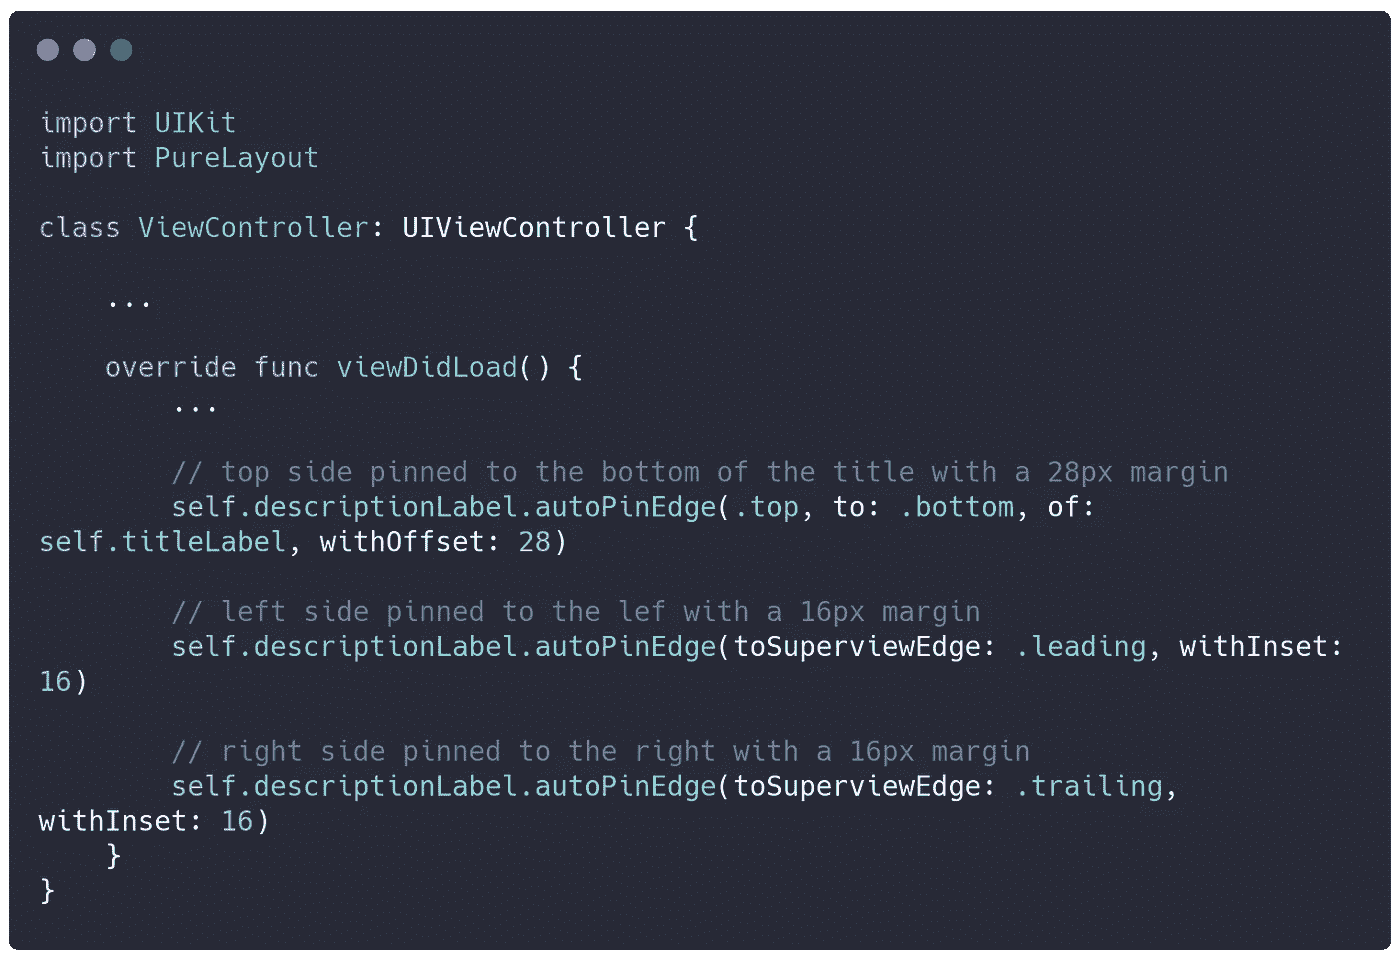 import UIKit
import PureLayout
class ViewController: UIViewController {
...
override func viewDidLoad() {
...
// top side pinned to the bottom of the title with a 28px margin
self.descriptionLabel.autoPinEdge(.top, to: .bottom, of:
self.titleLabel, withOffset: 28)
// left side pinned to the lef with a 16px margin
self.descriptionLabel.autoPinEdge(toSuperviewEdge: .leading, withInset:
16)
// right side pinned to the right with a 16px margin
self.descriptionLabel.autoPinEdge(toSuperviewEdge: .trailing,
withInset: 16)
}
}